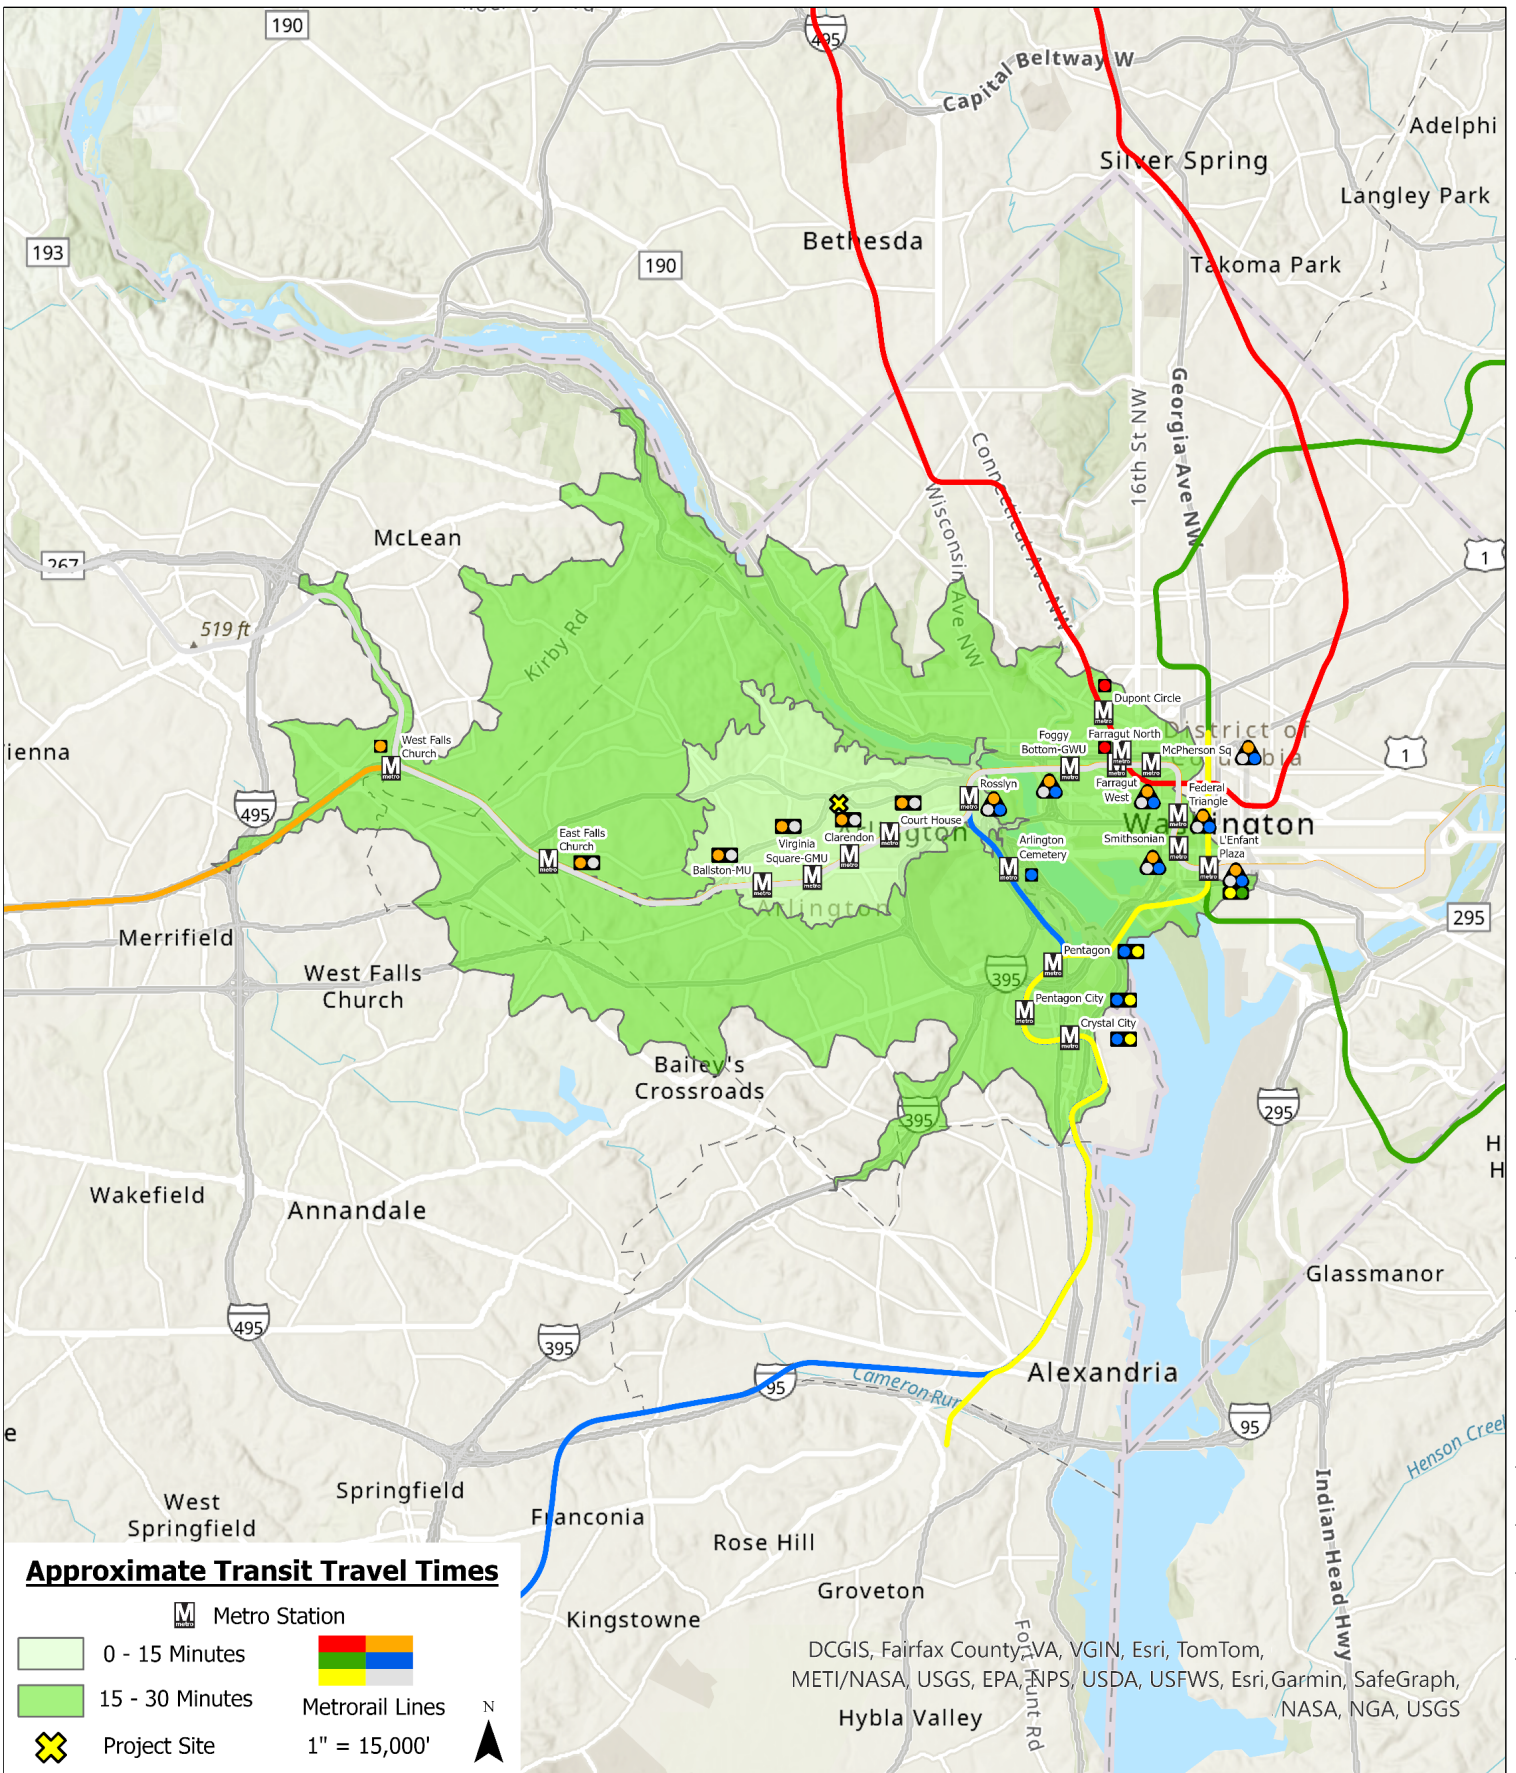 190
495
Capital Beltway W
Adelphi
Silver Spring
Langley Park
193
Bethesda
190
Takoma Park
Georgia Ave NW
16th St NW
Connecticut Ave NW
Wisconsin Ave NW
McLean
267
1
519 ft
Kirby Rd
Dupont Circle
District of
Columbia
Foggy
Bottom-GWU
Farragut North
McPherson Sq
1
West Falls
Church
ienna
Rosslyn
Farragut
West
Federal
Triangle
495
Court House
Arlington
Washington
East Falls
Church
Virginia
Square-GMU
Clarendon
Arlington
Cemetery
Smithsonian
L'Enfant
Plaza
Ballston-MU
Arlington
295
Merrifield
Pentagon
West Falls
Church
395
Pentagon City
Crystal City
Bailey's
Crossroads
395
295
H
H
Wakefield
Annandale
Glassmanor
495
395
95
Cameron Run
Alexandria
95
e
Henson Creek
Springfield
West
Springfield
Franconia
Rose Hill
Indian Head Hwy
Groveton
Kingstowne
Fort Hunt Rd
Hybla Valley
DCGIS, Fairfax County, VA, VGIN, Esri, TomTom,
METI/NASA, USGS, EPA, NPS, USDA, USFWS, Esri, Garmin, SafeGraph,
NASA, NGA, USGS
Approximate Transit Travel Times
M metro Metro Station
0 - 15 Minutes
15 - 30 Minutes
Metrorail Lines
Project Site
1" = 15,000'
N